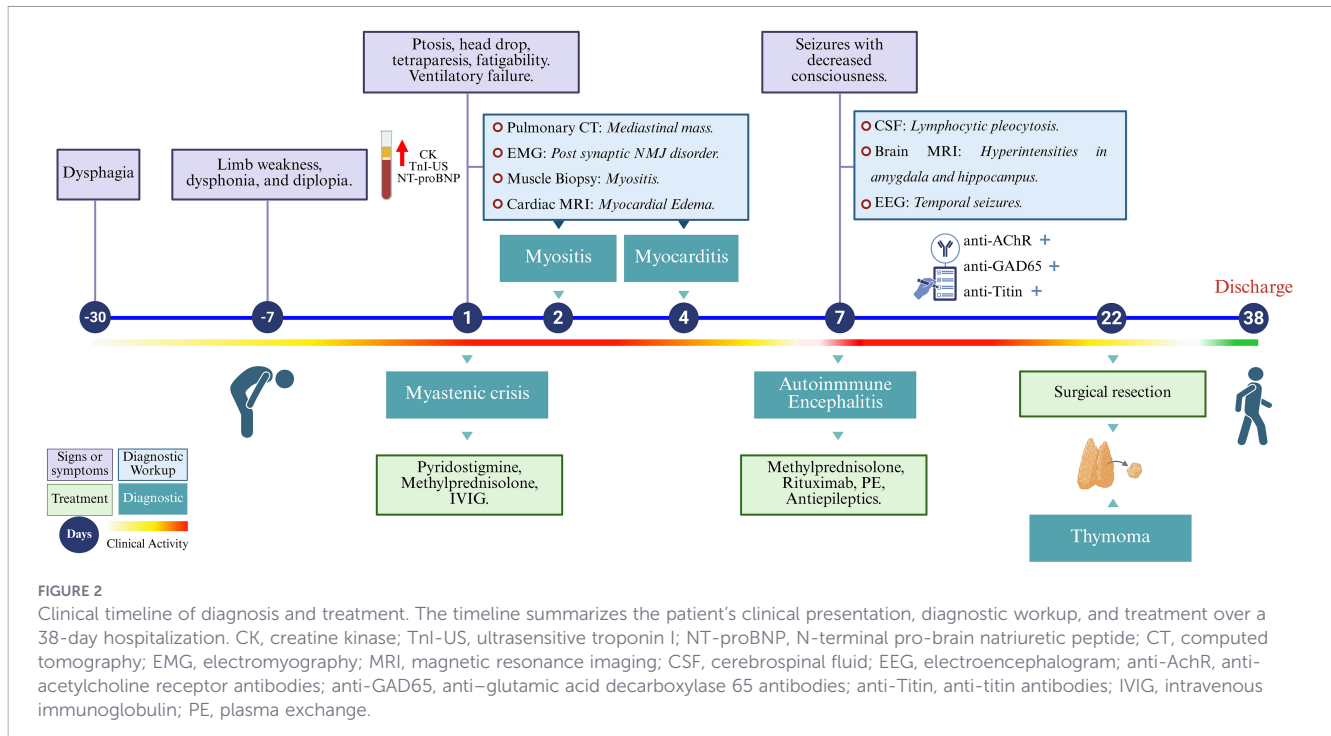 Ptosis, head drop,
tetraparesis, fatigability.
Ventilatory failure.
Seizures with
decreased
consciousness.
Dysphagia
Limb weakness,
dysphonia, and diplopia.
CK
TnI-US
NT-proBNP
Pulmonary CT: Mediastinal mass.
EMG: Post synaptic NMJ disorder.
Muscle Biopsy: Myositis.
Cardiac MRI: Myocardial Edema.
CSF: Lymphocytic pleocytosis.
Brain MRI: Hyperintensities in
amygdala and hippocampus.
EEG: Temporal seizures.
Myositis
Myocarditis
anti-AChR +
anti-GAD65 +
anti-Titin +
Discharge
-30
-7
1
2
4
7
22
38
Myastenic crisis
Autoinmmune
Encephalitis
Surgical resection
Pyridostigmine,
Methylprednisolone,
IVIG.
Methylprednisolone,
Rituximab, PE,
Antiepileptics.
Thymoma
Signs or
symptoms
Diagnostic
Workup
Treatment
Diagnostic
Days
Clinical Activity
FIGURE 2
Clinical timeline of diagnosis and treatment. The timeline summarizes the patient's clinical presentation, diagnostic workup, and treatment over a
38-day hospitalization. CK, creatine kinase; TnI-US, ultrasensitive troponin I; NT-proBNP, N-terminal pro-brain natriuretic peptide; CT, computed
tomography; EMG, electromyography; MRI, magnetic resonance imaging; CSF, cerebrospinal fluid; EEG, electroencephalogram; anti-AchR, anti-
acetylcholine receptor antibodies; anti-GAD65, anti–glutamic acid decarboxylase 65 antibodies; anti-Titin, anti-titin antibodies; IVIG, intravenous
immunoglobulin; PE, plasma exchange.